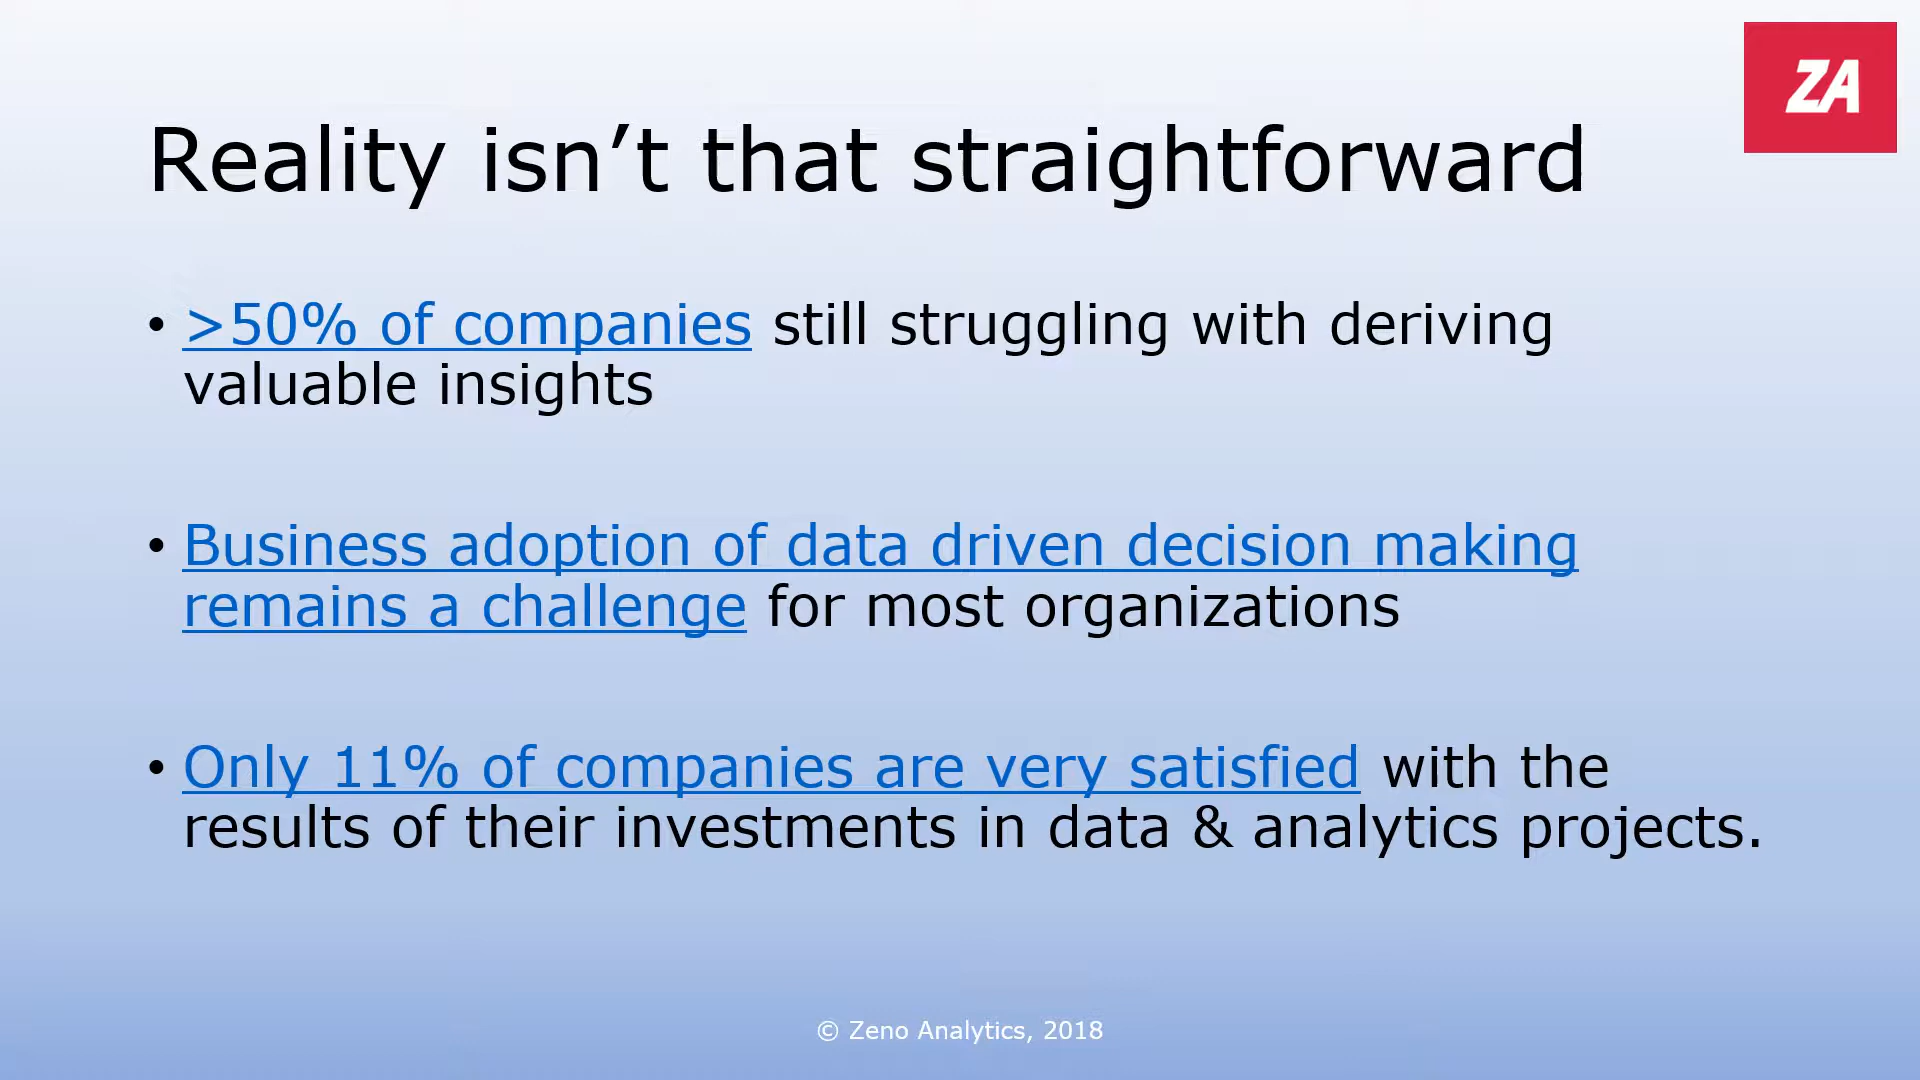 ZA
Reality isn’t that straightforward
• >50% of companies still struggling with deriving
valuable insights
• Business adoption of data driven decision making
remains a challenge for most organizations
• Only 11% of companies are very satisfied with the
results of their investments in data & analytics projects.
© Zeno Analytics, 2018